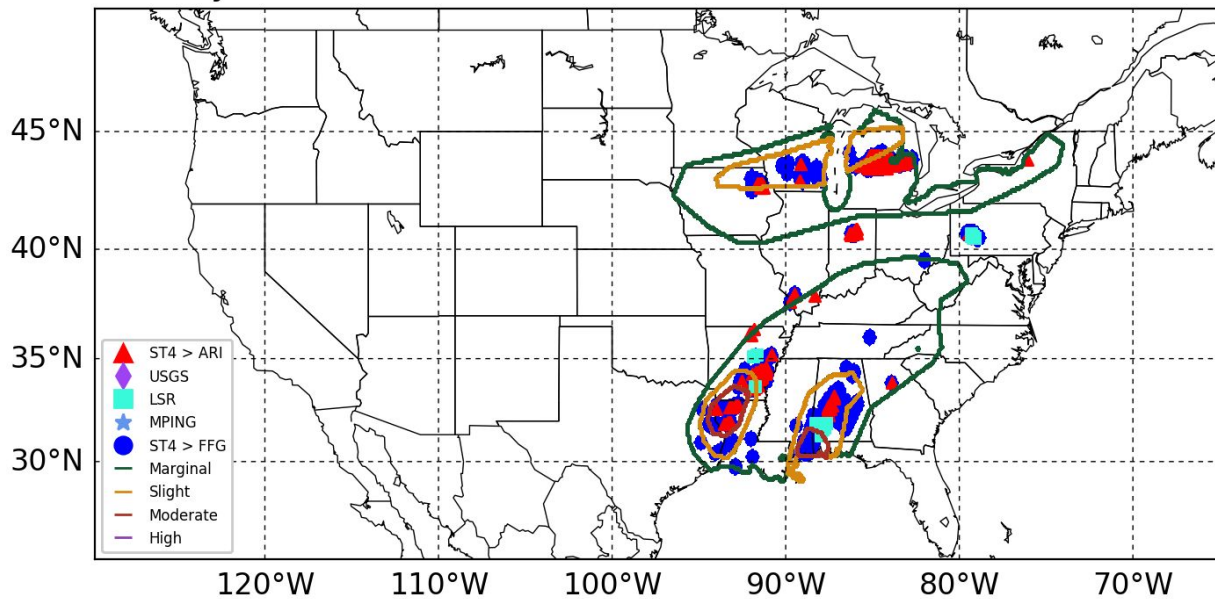 45°N
40°N
35°N
30°N
ST4 > ARI
USGS
LSR
MPING
ST4 > FFG
Marginal
Slight
Moderate
High
120°W 110°W 100°W 90°W 80°W 70°W